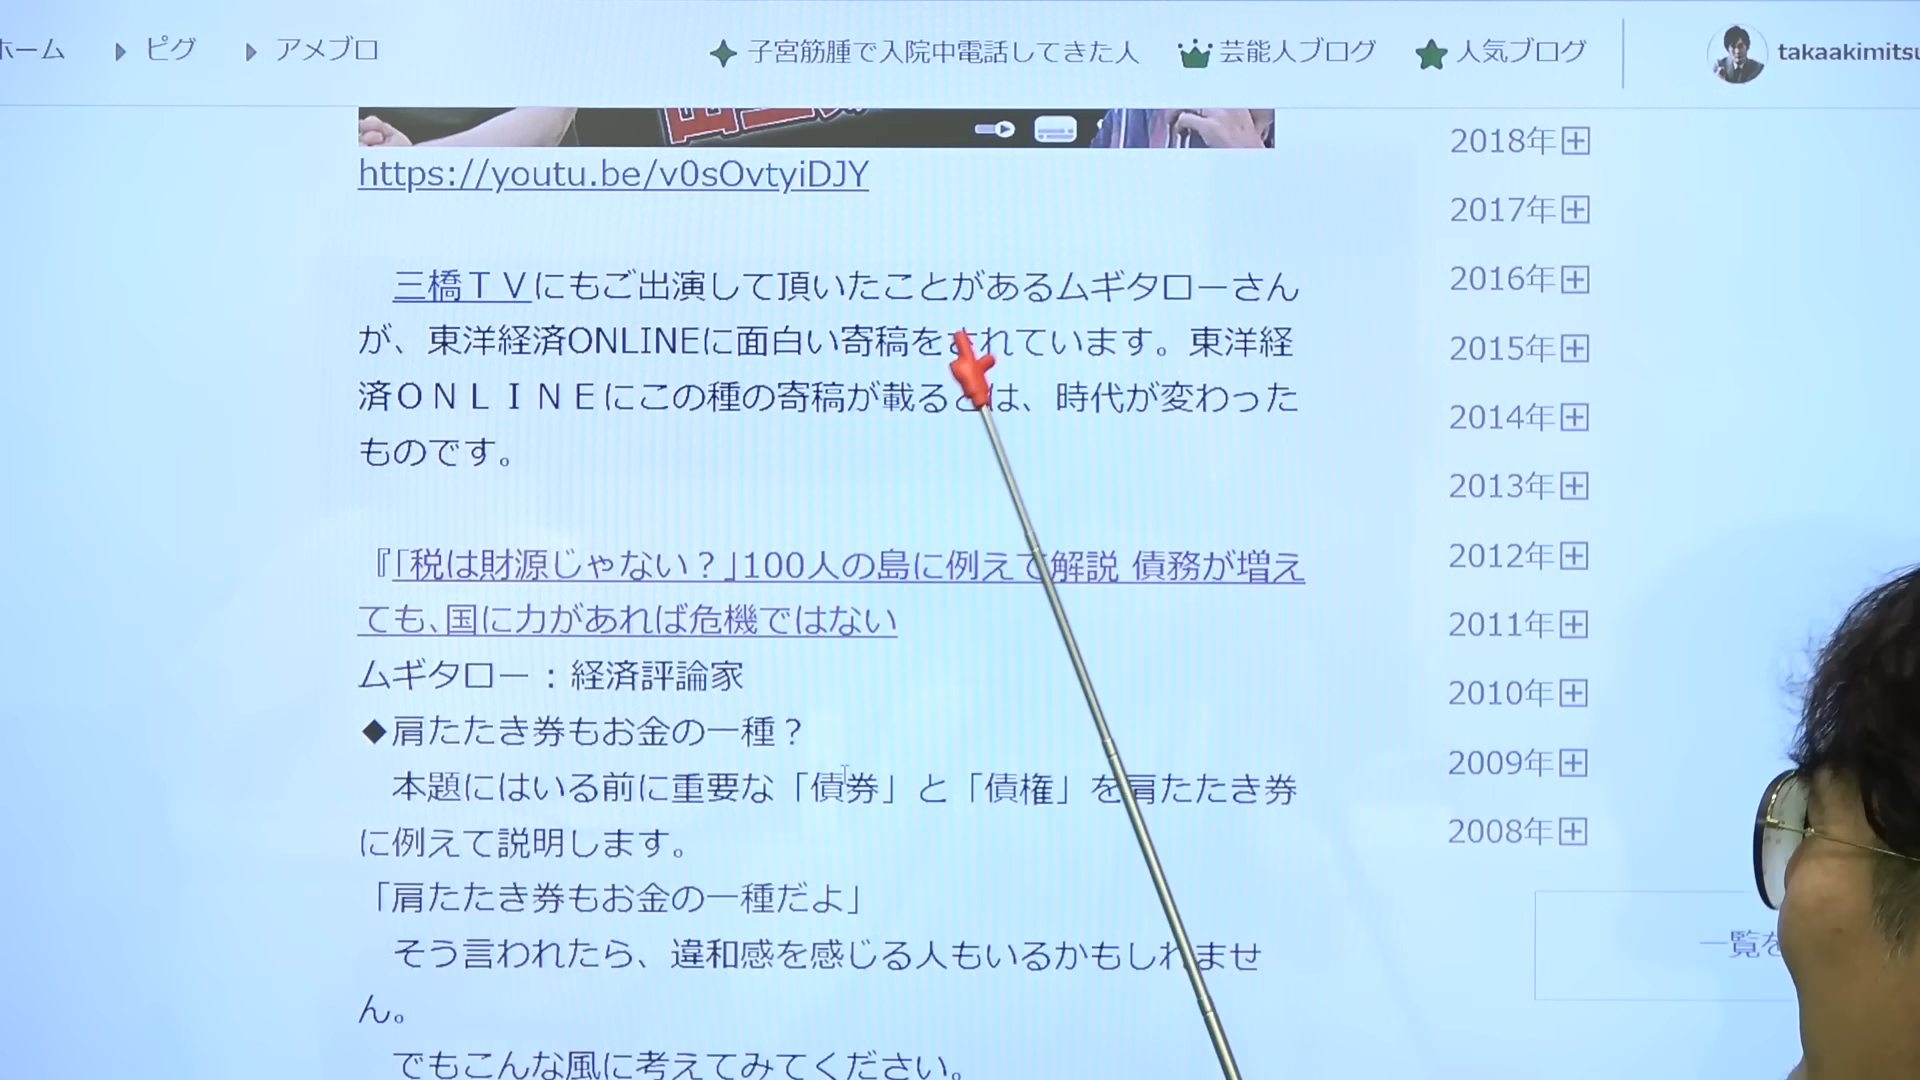 ホーム
ピグ
アメブロ
子宮筋腫で入院中電話してきた人
芸能人ブログ
人気ブログ
takaakimitsu
https://youtu.be/v0sOvtyiDJY
三橋ＴＶにもご出演して頂いたことがあるムギタローさん
が、東洋経済ONLINEに面白い寄稿をされています。東洋経
済ＯＮＬＩＮＥにこの種の寄稿が載るとは、時代が変わった
ものです。
『｢税は財源じゃない？｣100人の島に例えて解説 債務が増え
ても､国に力があれば危機ではない
ムギタロー : 経済評論家
◆肩たたき券もお金の一種？
本題にはいる前に重要な「債券」と「債権」を肩たたき券
に例えて説明します。
「肩たたき券もお金の一種だよ」
そう言われたら、違和感を感じる人もいるかもしれませ
ん。
でもこんな風に考えてみてください。
2018年
2017年
2016年
2015年
2014年
2013年
2012年
2011年
2010年
2009年
2008年
一覧を